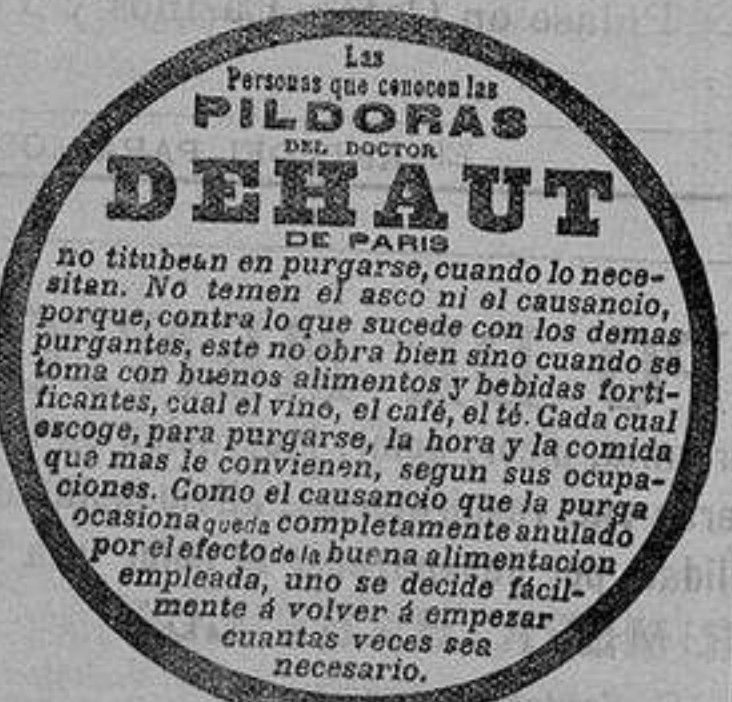 Las
Personas que conocen las
PILDORAS
DEL DOCTOR
DEHAUT
DE PARIS
no titubean en purgarse, cuando lo nece-
sitan. No temen el asco ni el causancio,
porque, contra lo que sucede con los demas
purgantes, este no obra bien sino cuando se
toma con buenos alimentos y bebidas forti-
ficantes, cual el vino, el café, el té. Cada cual
escoge, para purgarse, la hora y la comida
que mas le convienen, segun sus ocupa-
ciones. Como el causancio que la purga
ocasiona queda completamente anulado
por el efecto de la buena alimentacion
empleada, uno se decide fácil-
mente á volver á empezar
cuantas veces sea
necesario.